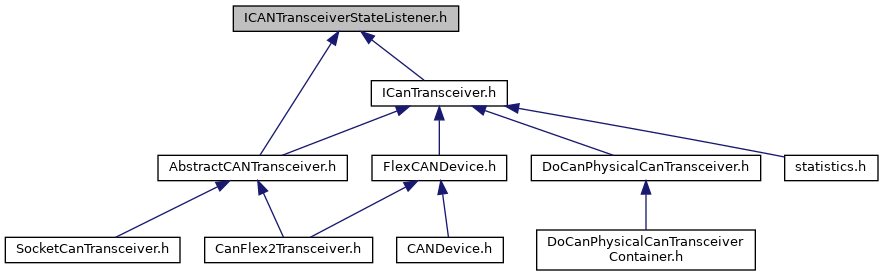 ICANTransceiverStateListener.h
ICanTransceiver.h
AbstractCANTransceiver.h
FlexCANDevice.h
DoCanPhysicalCanTransceiver.h
statistics.h
SocketCanTransceiver.h
CanFlex2Transceiver.h
CANDevice.h
DoCanPhysicalCanTransceiver
Container.h